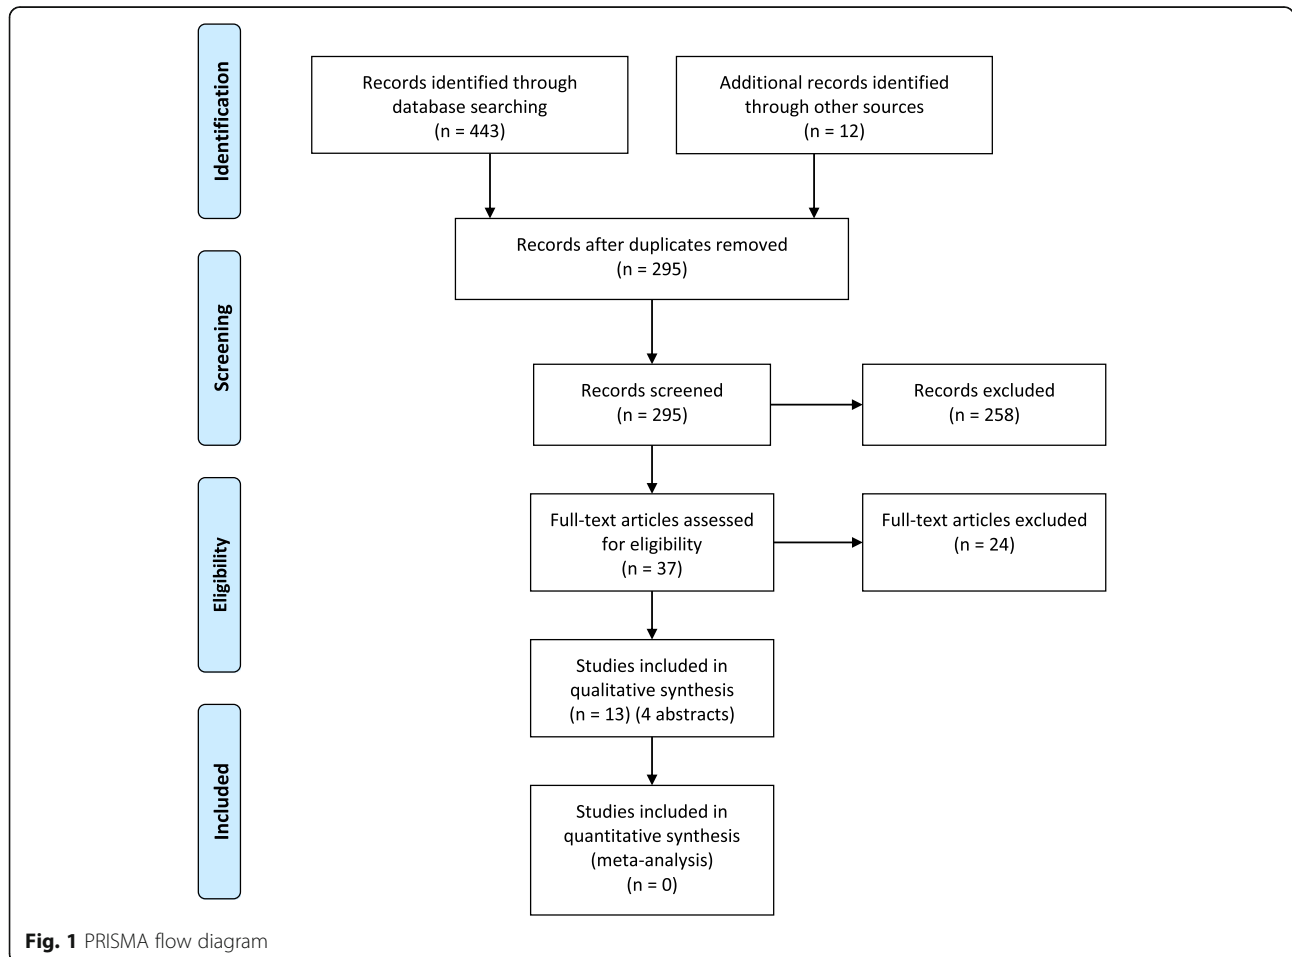 Identification
Records identified through
database searching
(n = 443)
Additional records identified
through other sources
(n = 12)
Records after duplicates removed
(n = 295)
Screening
Records screened
(n = 295)
Records excluded
(n = 258)
Eligibility
Full-text articles assessed
for eligibility
(n = 37)
Full-text articles excluded
(n = 24)
Studies included in
qualitative synthesis
(n = 13) (4 abstracts)
Included
Studies included in
quantitative synthesis
(meta-analysis)
(n = 0)
Fig. 1 PRISMA flow diagram